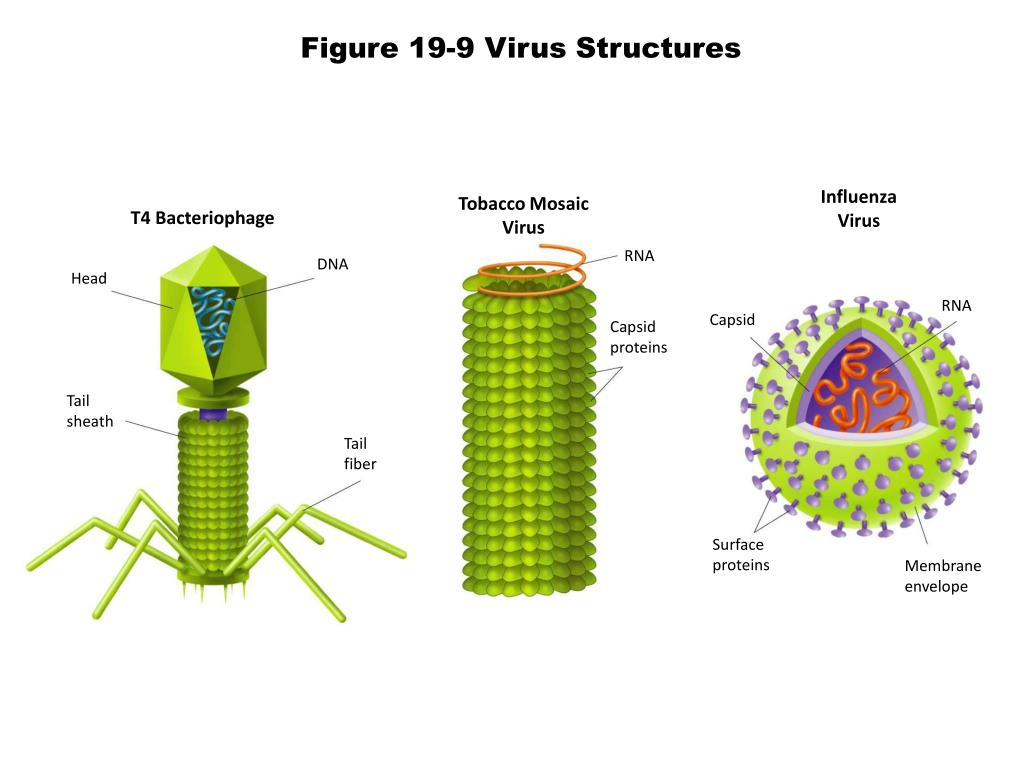 Figure 19-9 Virus Structures
T4 Bacteriophage
Head
DNA
Tail
sheath
Tail
fiber
Tobacco Mosaic
Virus
RNA
Capsid
proteins
Influenza
Virus
Capsid
RNA
Surface
proteins
Membrane
envelope